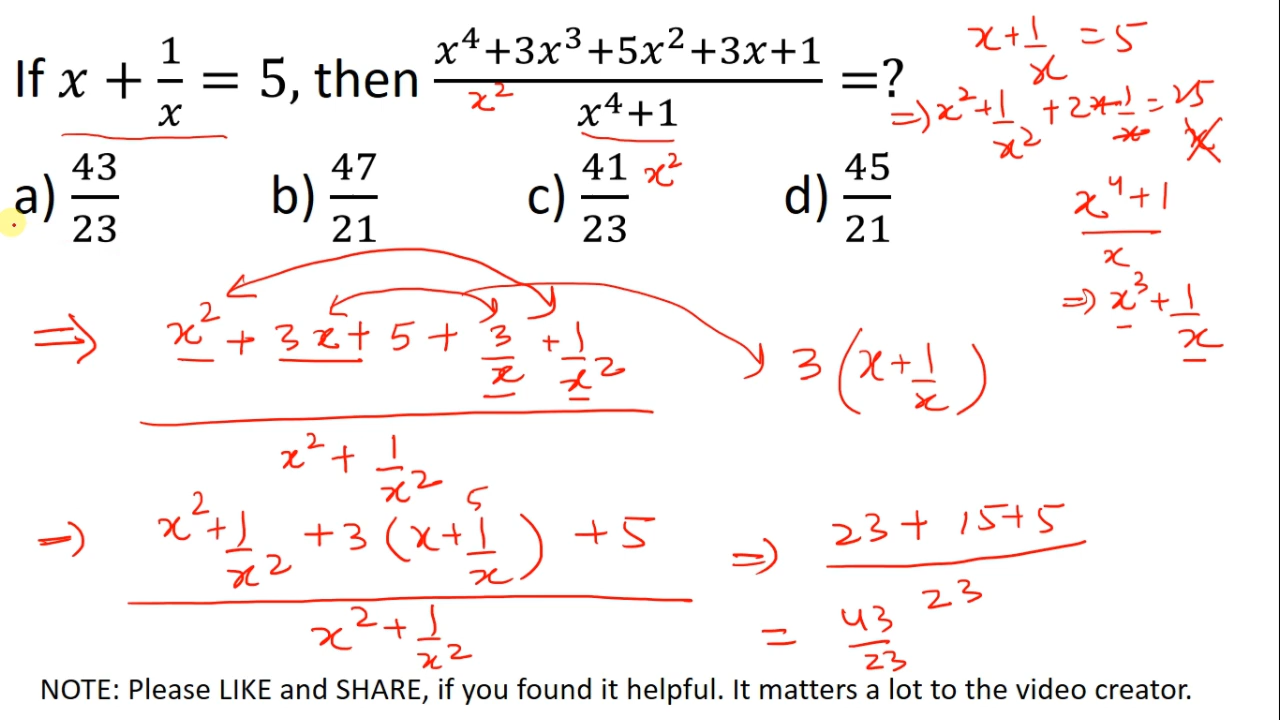 If x + 1/x = 5, then (x⁴+3x³+5x²+3x+1)/(x⁴+1) =?
x²
x²
a) 43/23 b) 47/21 c) 41/23 d) 45/21
x + 1/x = 5
⇒ x² + 1/x² + 2x · 1/x = 25
x
(x⁴ + 1)/x
⇒ x³ + 1/x
⇒ (x² + 3x + 5 + 3/x + 1/x²)/(x² + 1/x²)
3(x + 1/x)
5
⇒ (x² + 1/x² + 3(x + 1/x) + 5)/(x² + 1/x²)
⇒ (23 + 15 + 5)/23
= 43/23
NOTE: Please LIKE and SHARE, if you found it helpful. It matters a lot to the video creator.